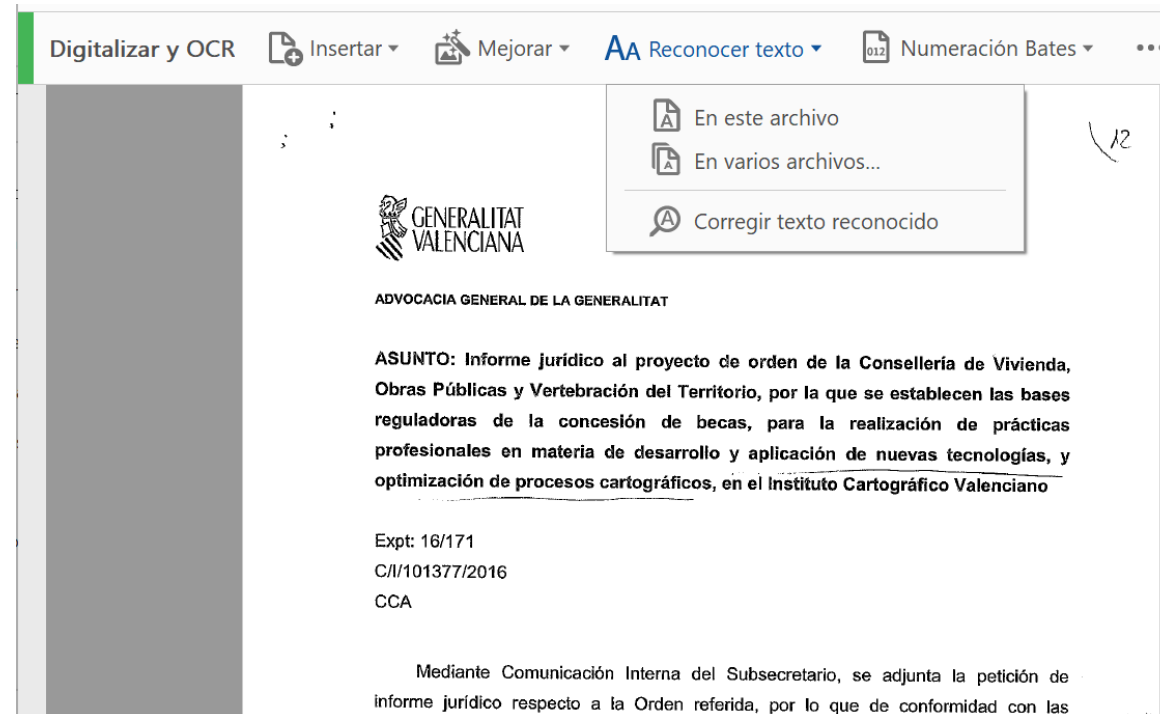 Digitalizar y OCR Insertar Mejorar AA Reconocer texto 012 Numeración Bates
A En este archivo
A En varios archivos...
A Corregir texto reconocido
12
GENERALITAT
VALENCIANA
ADVOCACIA GENERAL DE LA GENERALITAT
ASUNTO: Informe jurídico al proyecto de orden de la Consellería de Vivienda,
Obras Públicas y Vertebración del Territorio, por la que se establecen las bases
reguladoras de la concesión de becas, para la realización de prácticas
profesionales en materia de desarrollo y aplicación de nuevas tecnologías, y
optimización de procesos cartográficos, en el Instituto Cartográfico Valenciano
Expt: 16/171
C/I/101377/2016
CCA
Mediante Comunicación Interna del Subsecretario, se adjunta la petición de
informe jurídico respecto a la Orden referida, por lo que de conformidad con las